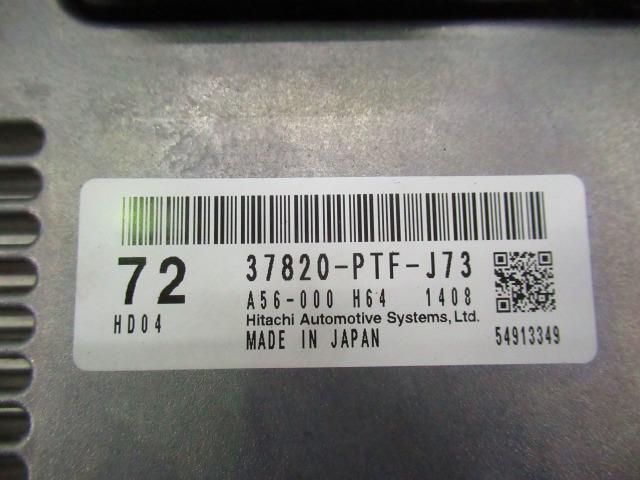 72 37820-PTF-J73
HD04 A56-000 H64 1408
Hitachi Automotive Systems, Ltd.
MADE IN JAPAN 54913349